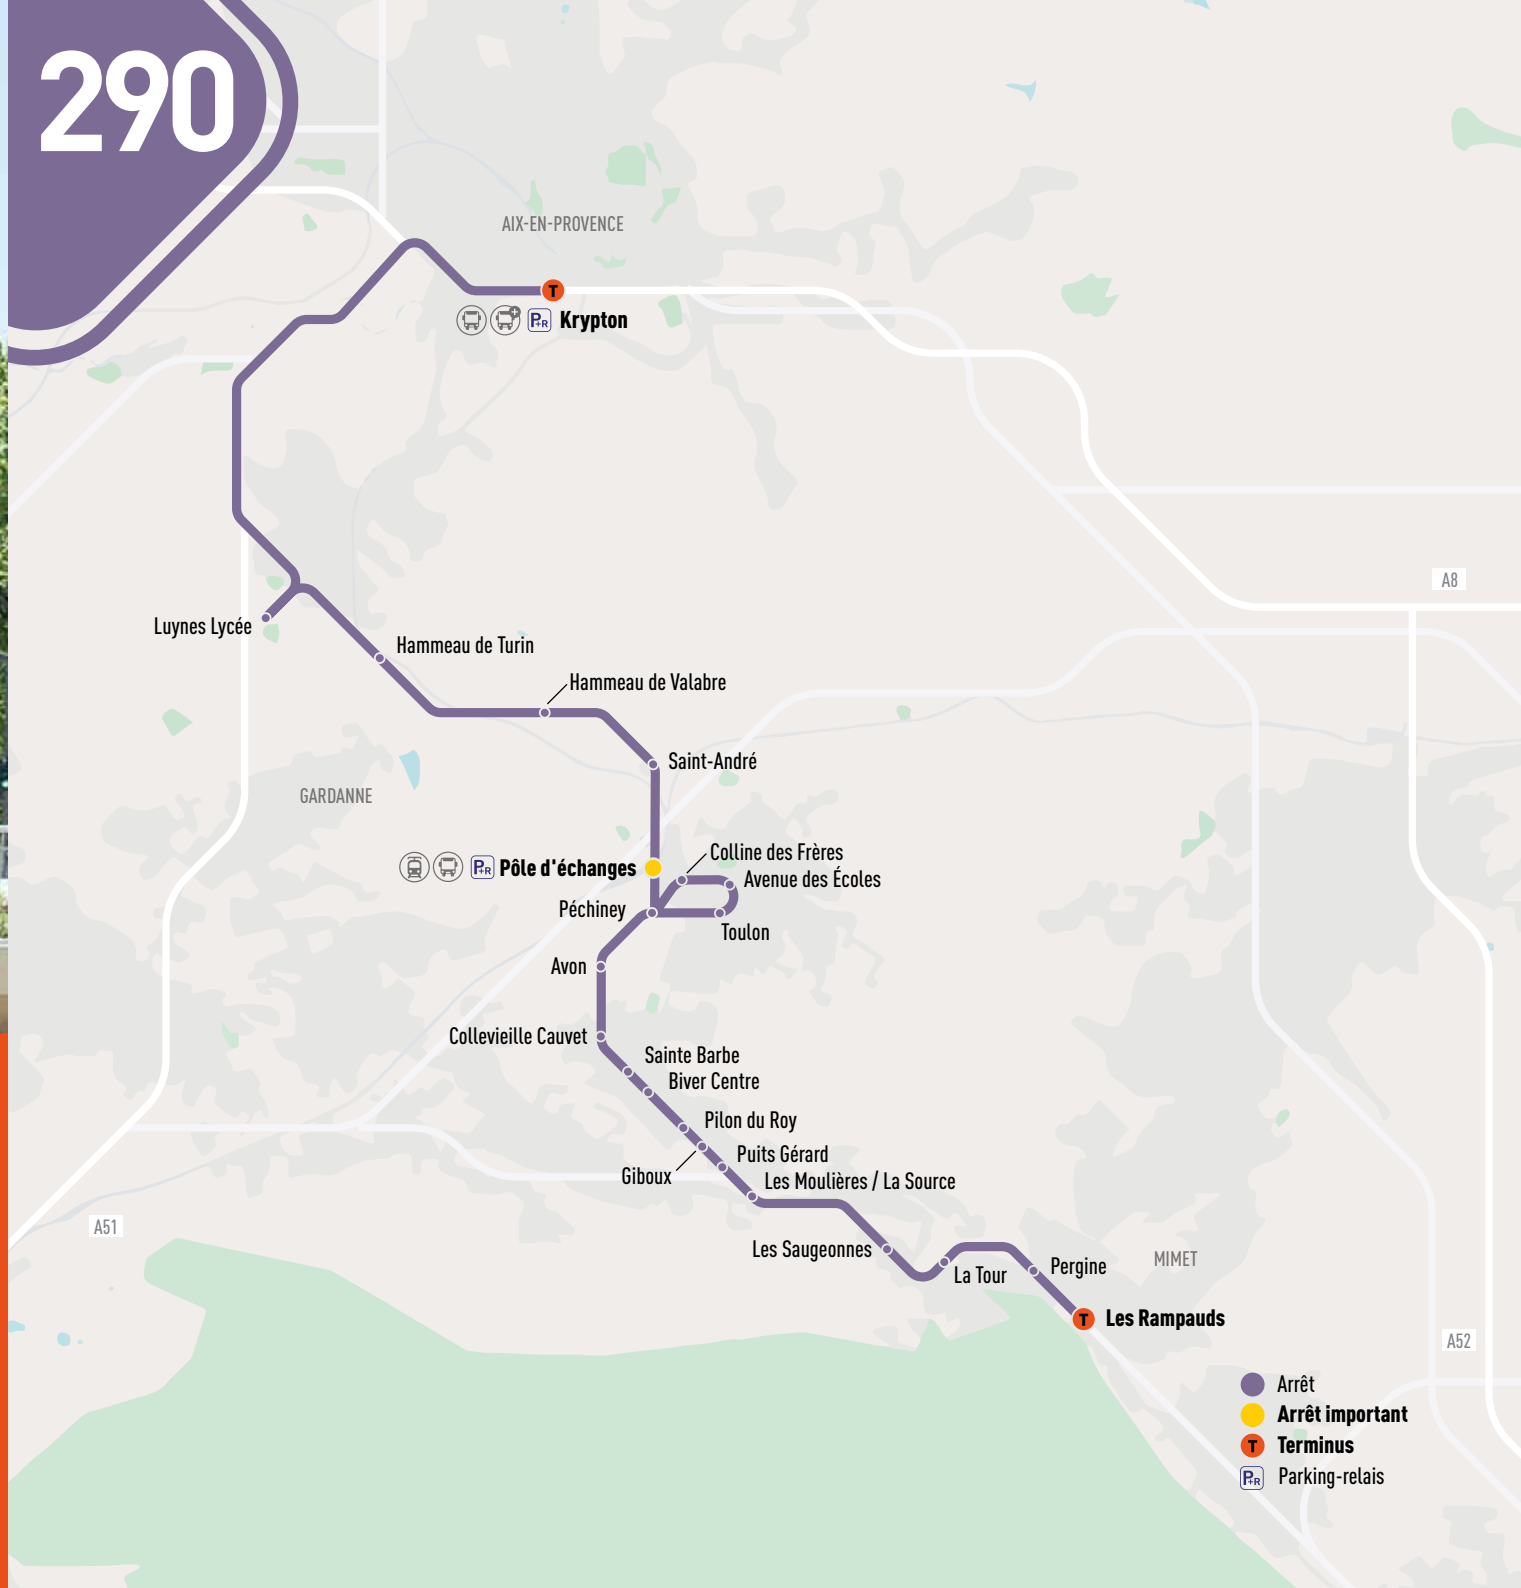 290
AIX-EN-PROVENCE
T
P+R Krypton
A8
Luynes Lycée
Hammeau de Turin
Hammeau de Valabre
Saint-André
GARDANNE
Colline des Frères
P+R Pôle d'échanges
Avenue des Écoles
Péchiney
Toulon
Avon
Collevieille Cauvet
Sainte Barbe
Biver Centre
Pilon du Roy
Puits Gérard
Giboux
Les Moulières / La Source
A51
Les Saugeonnes
MIMET
Pergine
La Tour
T Les Rampauds
A52
Arrêt
Arrêt important
T Terminus
P+R Parking-relais